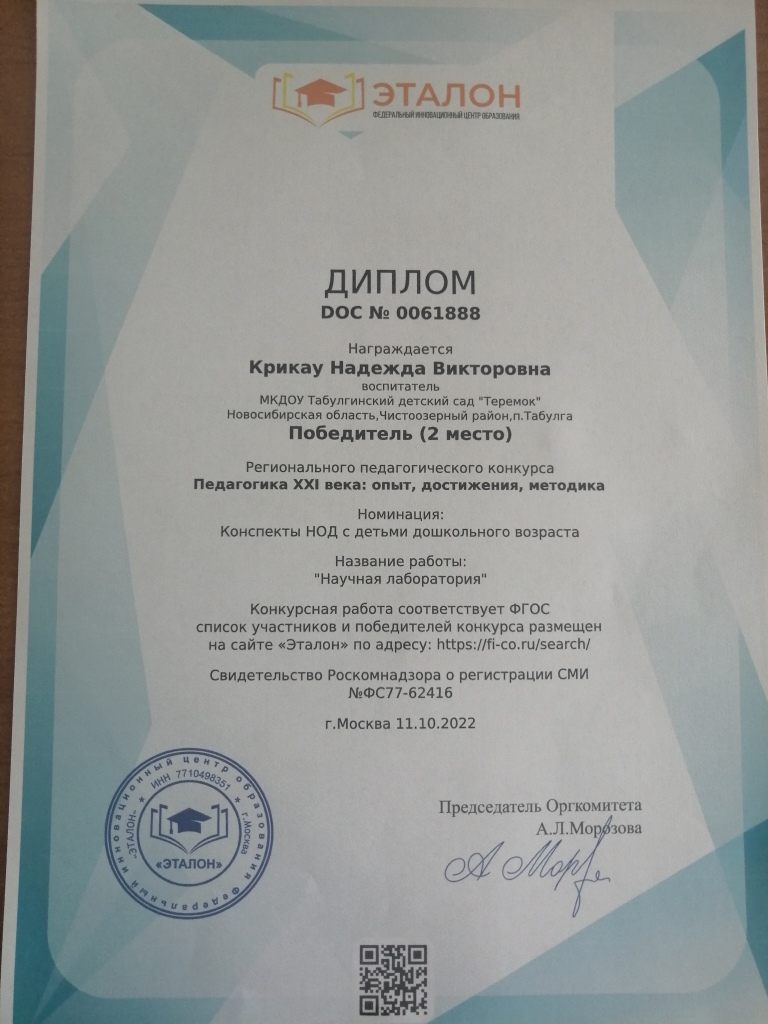 ЭТАЛОН
ФЕДЕРАЛЬНЫЙ ИННОВАЦИОННЫЙ ЦЕНТР ОБРАЗОВАНИЯ
ДИПЛОМ
DOC № 0061888
Награждается
Крикау Надежда Викторовна
воспитатель
МКДОУ Табулгинский детский сад "Теремок"
Новосибирская область,Чистоозерный район,п.Табулга
Победитель (2 место)
Регионального педагогического конкурса
Педагогика XXI века: опыт, достижения, методика
Номинация:
Конспекты НОД с детьми дошкольного возраста
Название работы:
"Научная лаборатория"
Конкурсная работа соответствует ФГОС
список участников и победителей конкурса размещен
на сайте «Эталон» по адресу: https://fi-co.ru/search/
Свидетельство Роскомнадзора о регистрации СМИ
№ФС77-62416
г.Москва 11.10.2022
Председатель Оргкомитета
А.Л.Морозова
Федеральный инновационный центр образования
«ЭТАЛОН» * ИНН 7710498351 * г.Москва
«ЭТАЛОН»